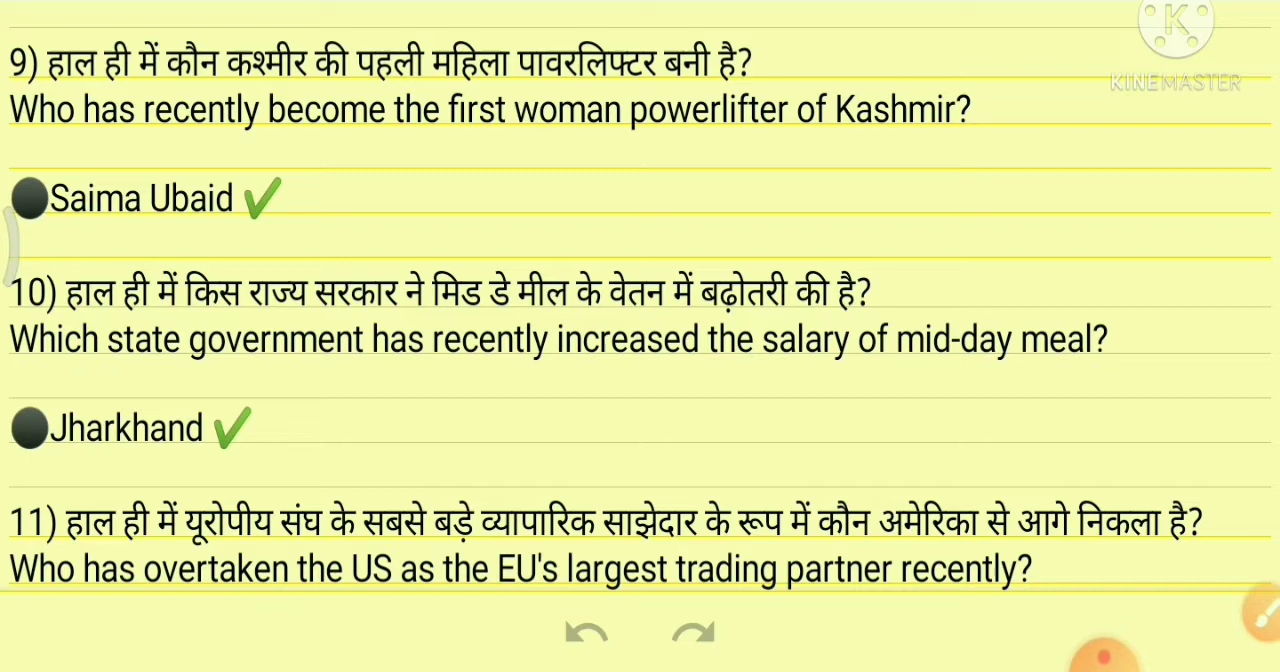 K
KINEMASTER
9) हाल ही में कौन कश्मीर की पहली महिला पावरलिफ्टर बनी है?
Who has recently become the first woman powerlifter of Kashmir?
Saima Ubaid
10) हाल ही में किस राज्य सरकार ने मिड डे मील के वेतन में बढ़ोतरी की है?
Which state government has recently increased the salary of mid-day meal?
Jharkhand
11) हाल ही में यूरोपीय संघ के सबसे बड़े व्यापारिक साझेदार के रूप में कौन अमेरिका से आगे निकला है?
Who has overtaken the US as the EU's largest trading partner recently?